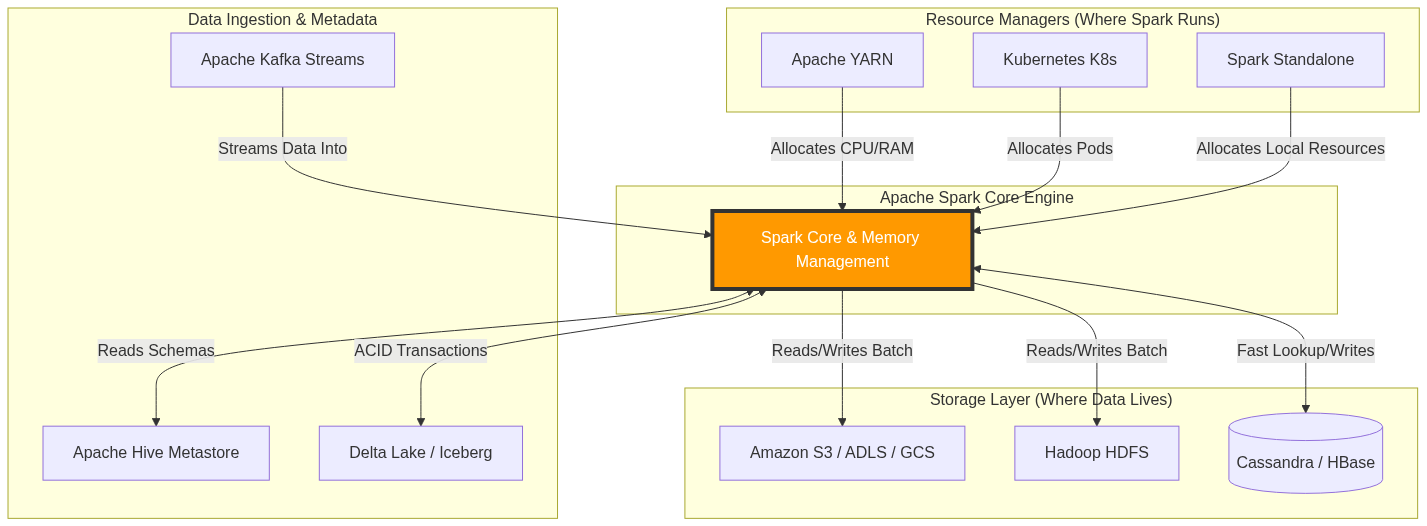 Data Ingestion & Metadata
Resource Managers (Where Spark Runs)
Apache Kafka Streams
Apache YARN
Kubernetes K8s
Spark Standalone
Streams Data Into
Allocates CPU/RAM
Allocates Pods
Allocates Local Resources
Apache Spark Core Engine
Spark Core & Memory
Management
Reads Schemas
ACID Transactions
Reads/Writes Batch
Reads/Writes Batch
Fast Lookup/Writes
Storage Layer (Where Data Lives)
Apache Hive Metastore
Delta Lake / Iceberg
Amazon S3 / ADLS / GCS
Hadoop HDFS
Cassandra / HBase